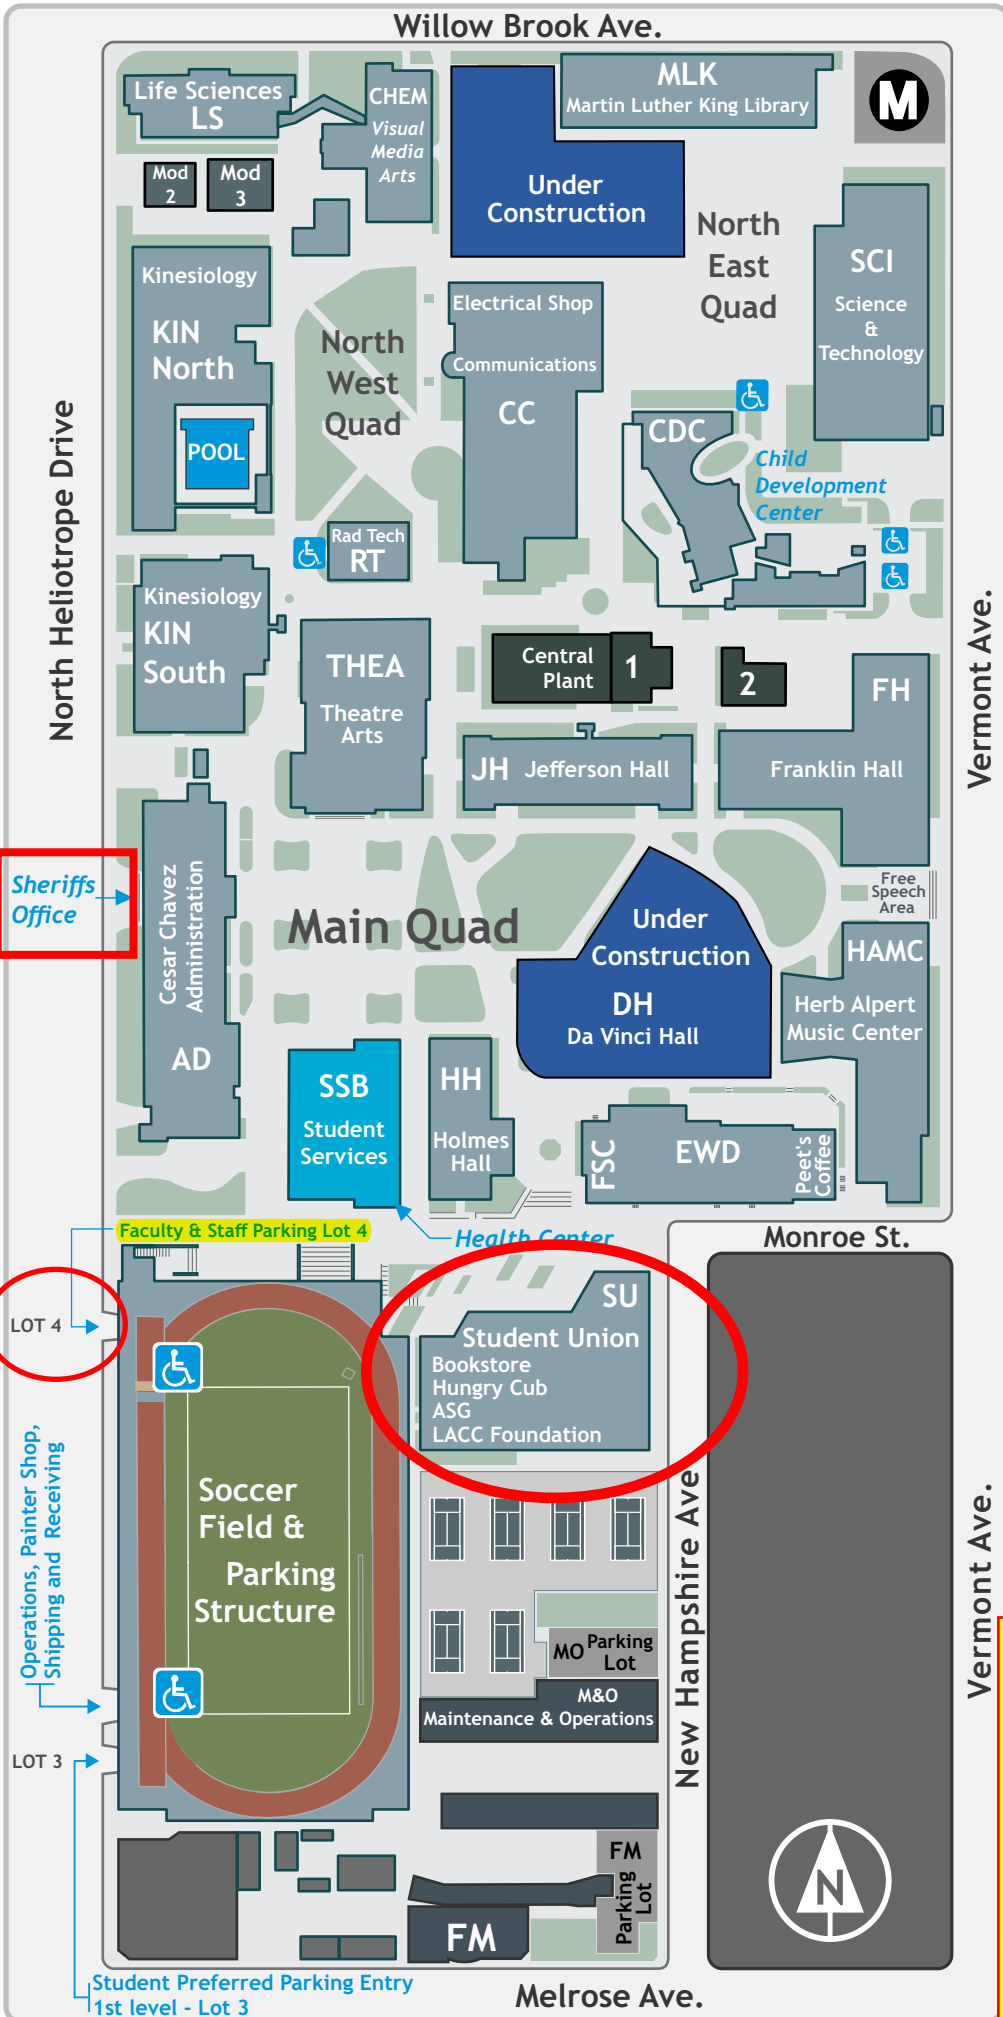 Willow Brook Ave.
Life Sciences
LS
CHEM
Visual
Media
Arts
MLK
Martin Luther King Library
M
Mod
2
Mod
3
Under
Construction
North
East
Quad
SCI
Science
&
Technology
Kinesiology
KIN
North
POOL
North
West
Quad
Electrical Shop
Communications
CC
CDC
Child
Development
Center
Rad Tech
RT
North Heliotrope Drive
Kinesiology
KIN
South
THEA
Theatre
Arts
Central
Plant
1
2
FH
Franklin Hall
JH Jefferson Hall
Vermont Ave.
Sheriffs
Office
Cesar Chavez
Administration
AD
Main Quad
Under
Construction
DH
Da Vinci Hall
Free
Speech
Area
HAMC
Herb Alpert
Music Center
SSB
Student
Services
HH
Holmes
Hall
FSC
EWD
Peet's
Coffee
Faculty & Staff Parking Lot 4
Health Center
Monroe St.
LOT 4
SU
Student Union
Bookstore
Hungry Cub
ASG
LACC Foundation
Operations, Painter Shop,
Shipping and Receiving
Soccer
Field &
Parking
Structure
New Hampshire Ave
Vermont Ave.
MO Parking
Lot
M&O
Maintenance & Operations
LOT 3
FM
Parking
Lot
FM
N
Student Preferred Parking Entry
1st level - Lot 3
Melrose Ave.